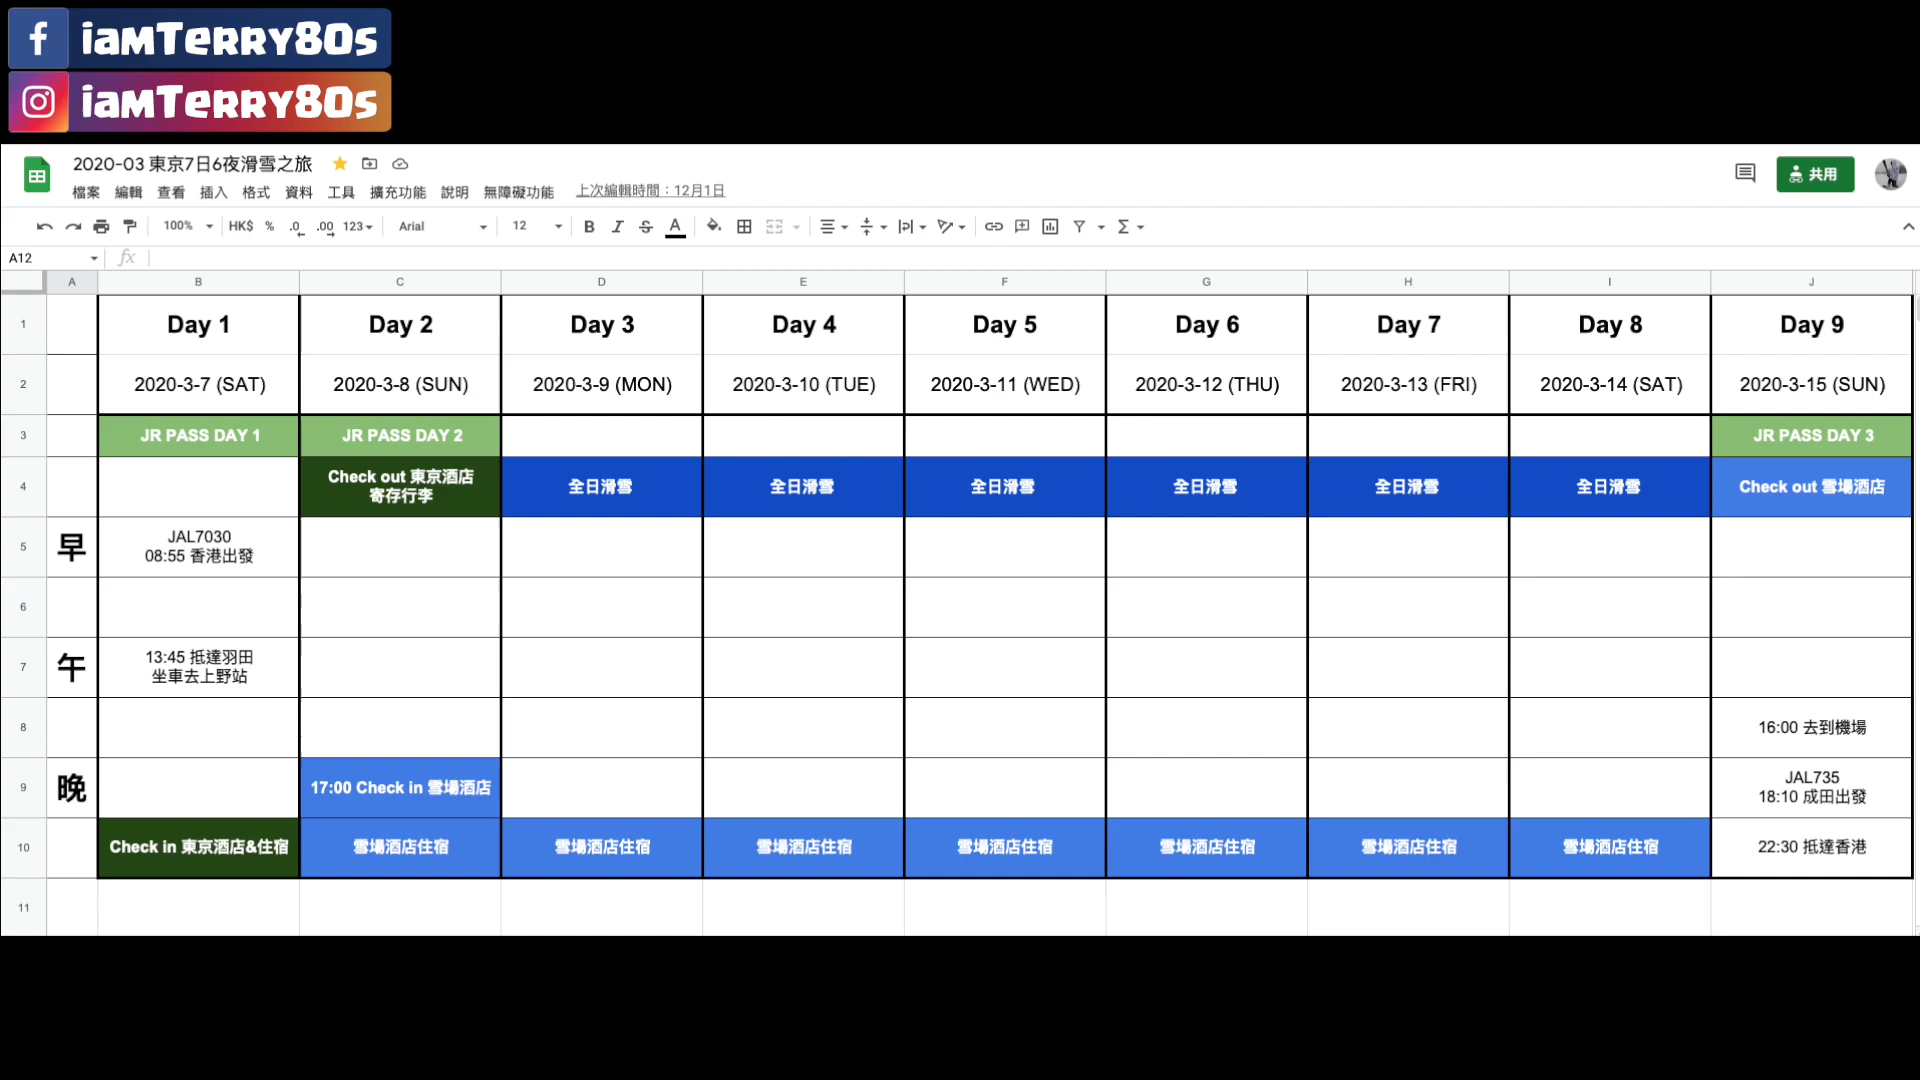 iamTerry80s
iamTerry80s
2020-03 東京7日6夜滑雪之旅
檔案 編輯 查看 插入 格式 資料 工具 擴充功能 說明 無障礙功能 上次編輯時間：12月1日
共用
100% HK$ % .0 .00 123 Arial 12 B I S A
A12 fx
A B C D E F G H I J
1 Day 1 Day 2 Day 3 Day 4 Day 5 Day 6 Day 7 Day 8 Day 9
2 2020-3-7 (SAT) 2020-3-8 (SUN) 2020-3-9 (MON) 2020-3-10 (TUE) 2020-3-11 (WED) 2020-3-12 (THU) 2020-3-13 (FRI) 2020-3-14 (SAT) 2020-3-15 (SUN)
3 JR PASS DAY 1 JR PASS DAY 2 JR PASS DAY 3
Check out 東京酒店
寄存行李
4 全日滑雪 全日滑雪 全日滑雪 全日滑雪 全日滑雪 全日滑雪 Check out 雪場酒店
5 早
JAL7030
08:55 香港出發
6
7 午
13:45 抵達羽田
坐車去上野站
8 16:00 去到機場
9 晚 17:00 Check in 雪場酒店
JAL735
18:10 成田出發
10 Check in 東京酒店&住宿 雪場酒店住宿 雪場酒店住宿 雪場酒店住宿 雪場酒店住宿 雪場酒店住宿 雪場酒店住宿 雪場酒店住宿 22:30 抵達香港
11